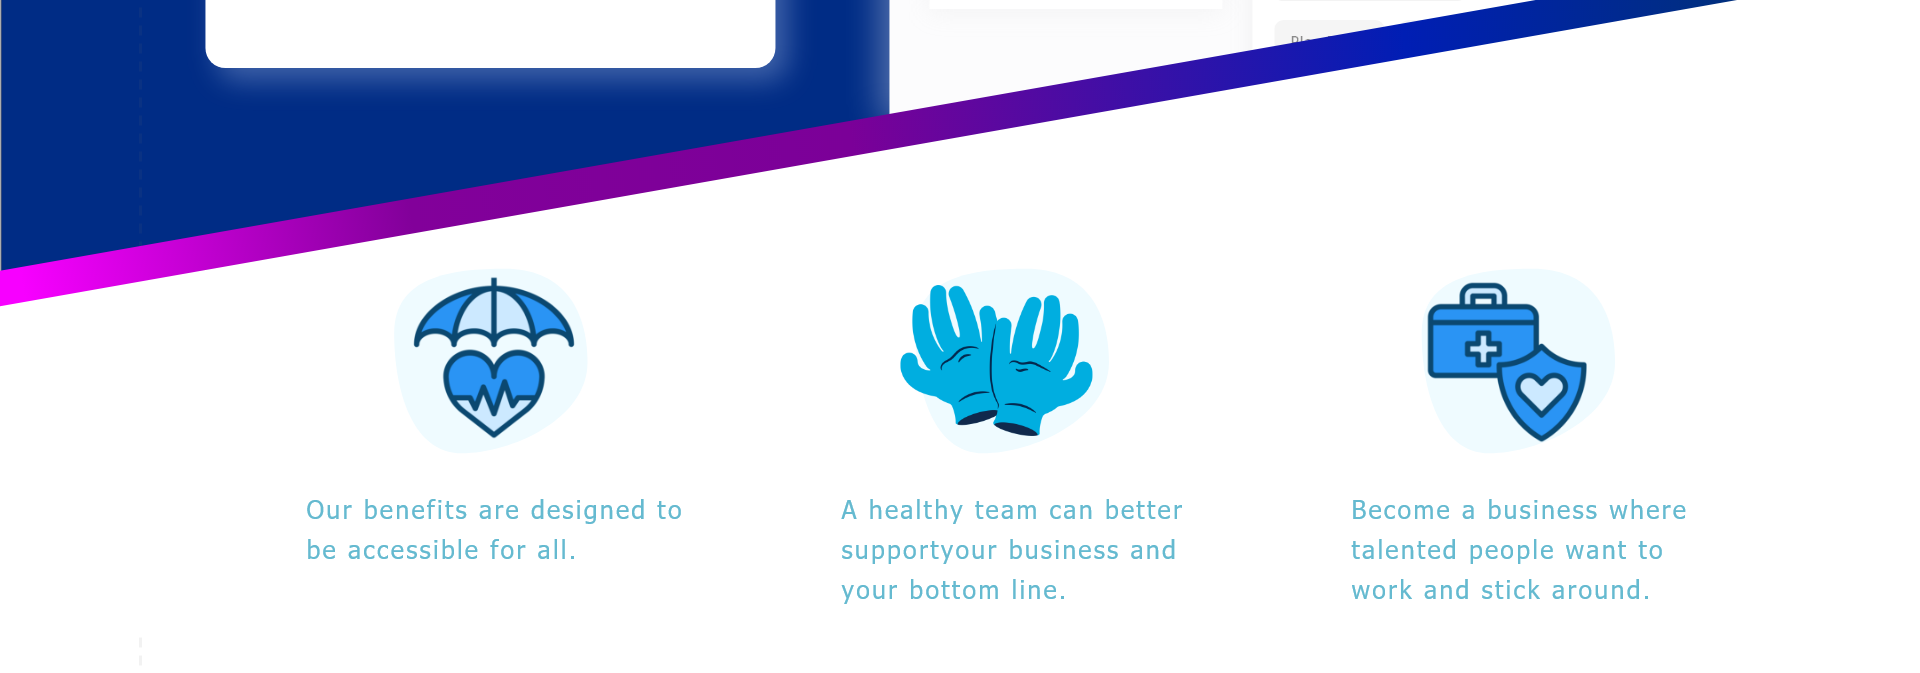 Our benefits are designed to
be accessible for all.
A healthy team can better
supportyour business and
your bottom line.
Become a business where
talented people want to
work and stick around.